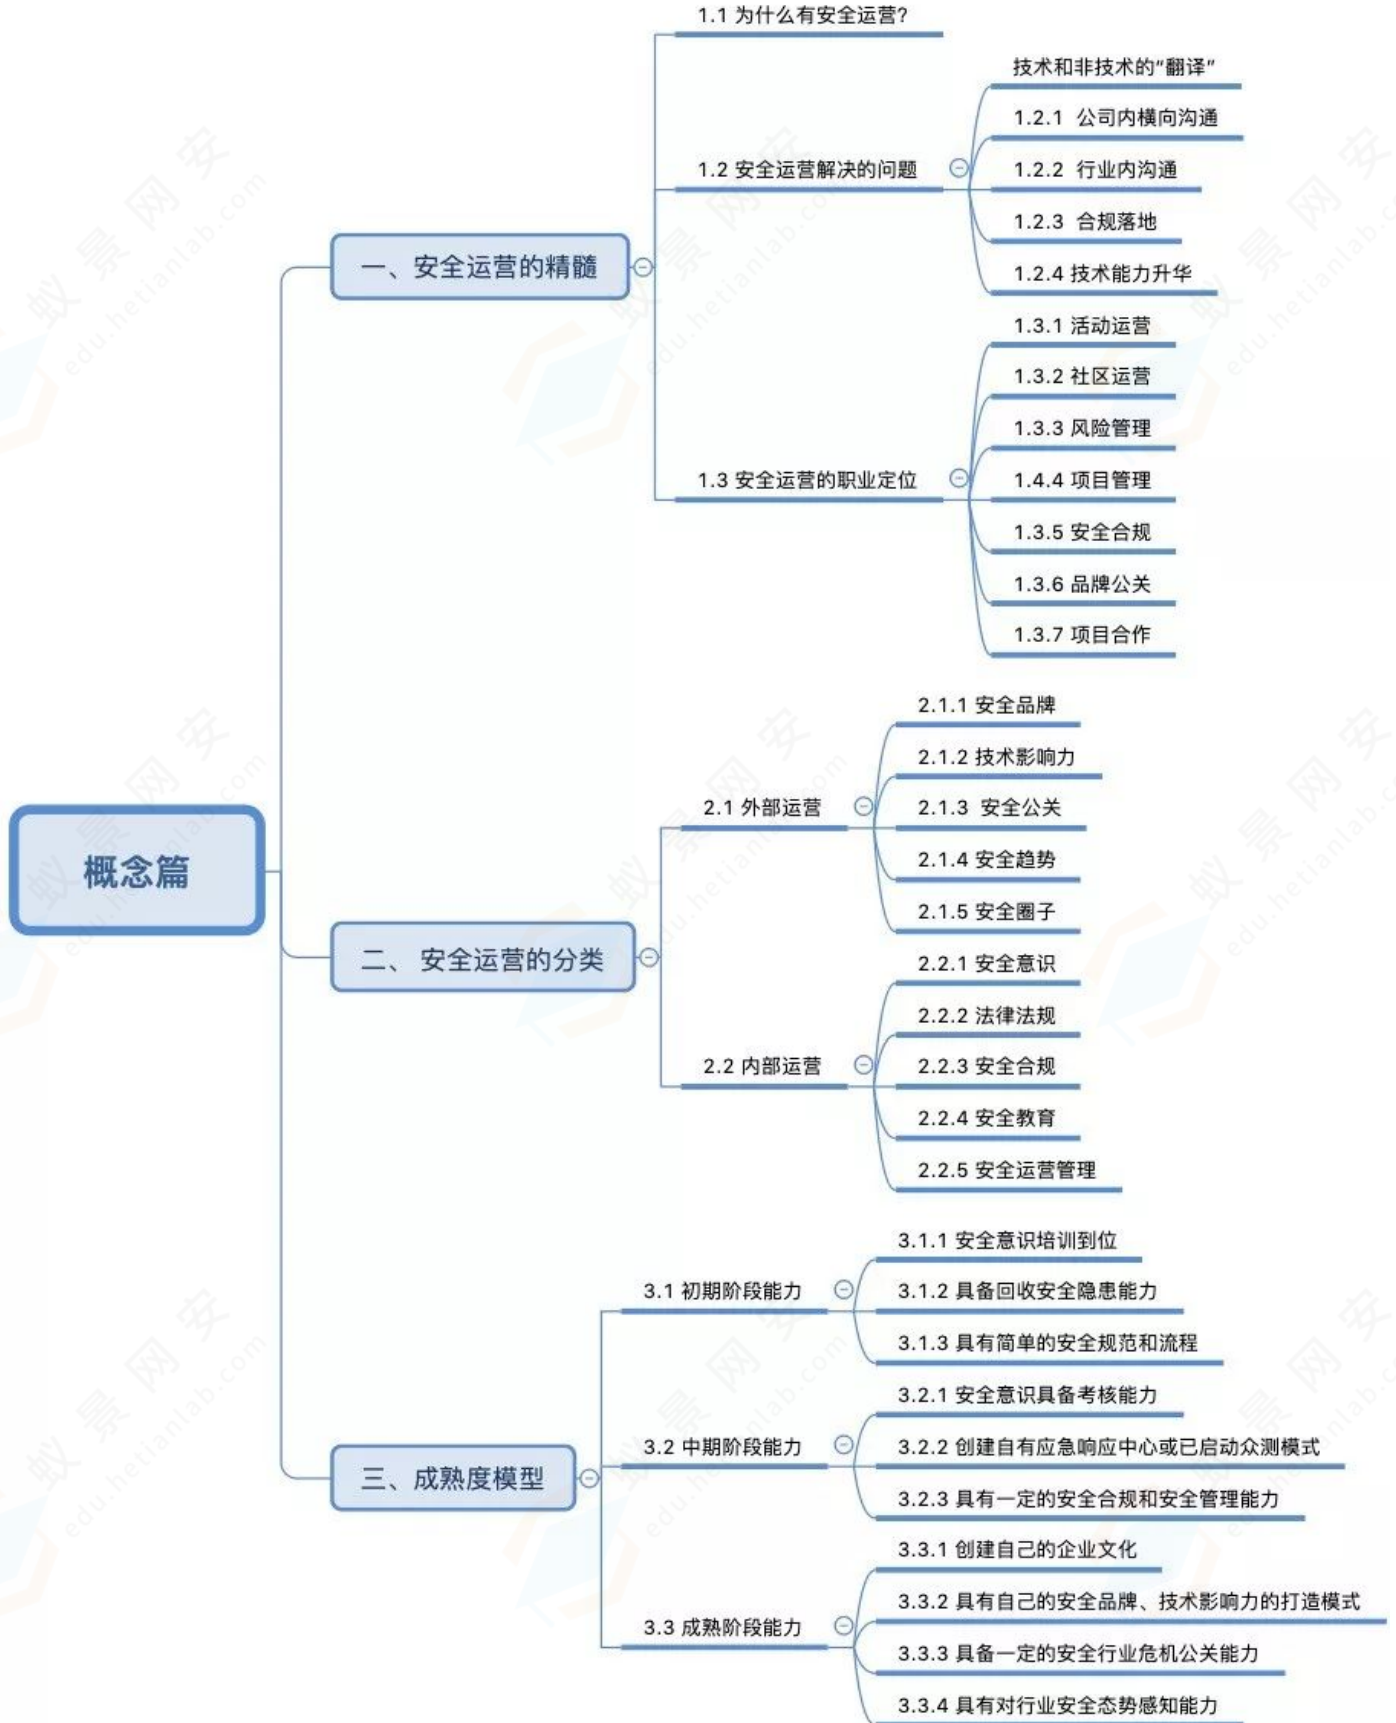 概念篇
一、安全运营的精髓
1.1 为什么有安全运营?
1.2 安全运营解决的问题
技术和非技术的“翻译”
1.2.1 公司内横向沟通
1.2.2 行业内沟通
1.2.3 合规落地
1.2.4 技术能力升华
1.3 安全运营的职业定位
1.3.1 活动运营
1.3.2 社区运营
1.3.3 风险管理
1.4.4 项目管理
1.3.5 安全合规
1.3.6 品牌公关
1.3.7 项目合作
二、 安全运营的分类
2.1 外部运营
2.1.1 安全品牌
2.1.2 技术影响力
2.1.3 安全公关
2.1.4 安全趋势
2.1.5 安全圈子
2.2 内部运营
2.2.1 安全意识
2.2.2 法律法规
2.2.3 安全合规
2.2.4 安全教育
2.2.5 安全运营管理
三、成熟度模型
3.1 初期阶段能力
3.1.1 安全意识培训到位
3.1.2 具备回收安全隐患能力
3.1.3 具有简单的安全规范和流程
3.2 中期阶段能力
3.2.1 安全意识具备考核能力
3.2.2 创建自有应急响应中心或已启动众测模式
3.2.3 具有一定的安全合规和安全管理能力
3.3 成熟阶段能力
3.3.1 创建自己的企业文化
3.3.2 具有自己的安全品牌、技术影响力的打造模式
3.3.3 具备一定的安全行业危机公关能力
3.3.4 具有对行业安全态势感知能力
蚁景网安
edu.hetianlab.com